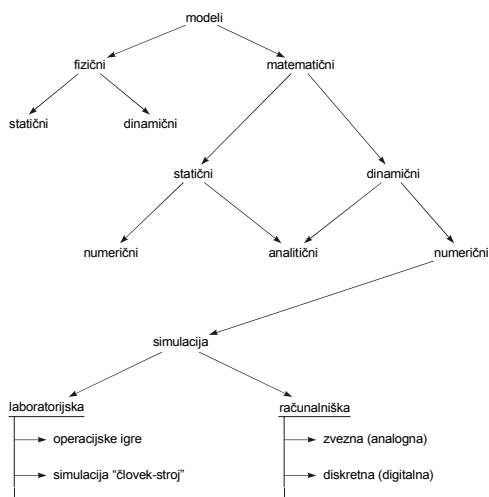 modeli
fizični
matematični
statični
dinamični
statični
dinamični
numerični
analitični
numerični
simulacija
laboratorijska
računalniška
operacijske igre
zvezna (analogna)
simulacija “človek-stroj”
diskretna (digitalna)